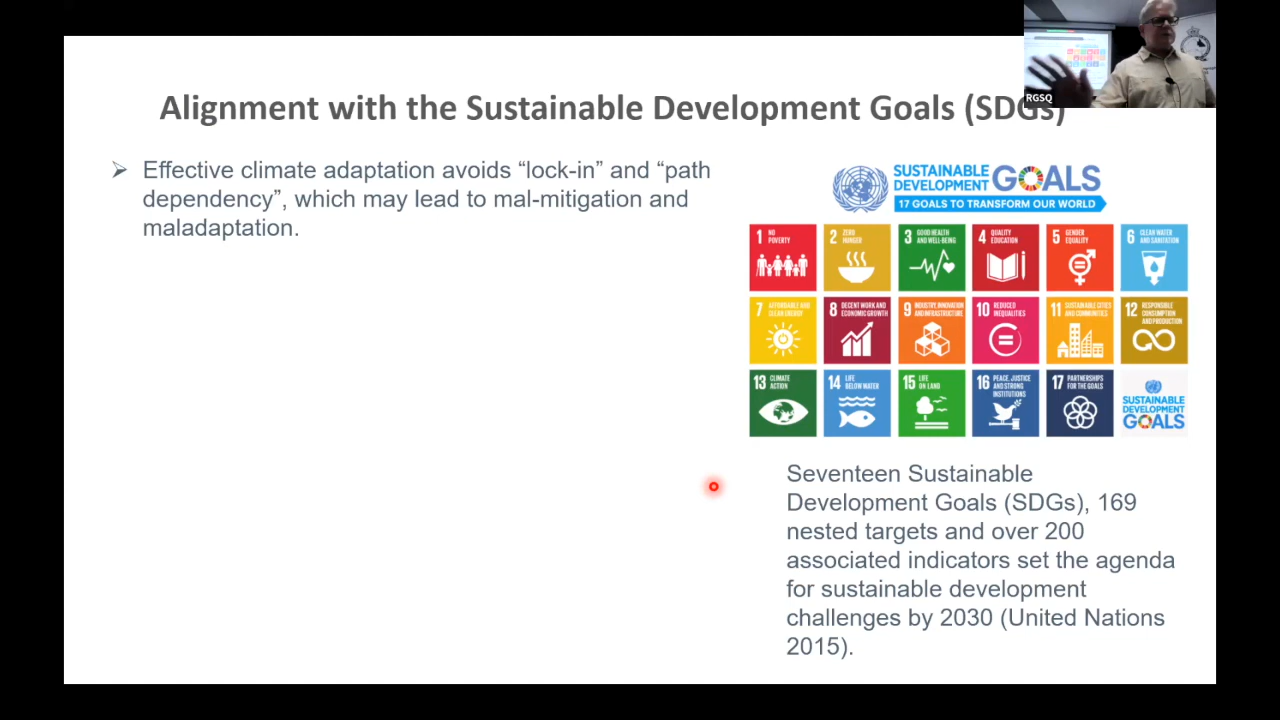 RGSQ
Alignment with the Sustainable Development Goals (SDGs)
Effective climate adaptation avoids “lock-in” and “path
dependency”, which may lead to mal-mitigation and
maladaptation.
SUSTAINABLE
DEVELOPMENT
GOALS
17 GOALS TO TRANSFORM OUR WORLD
1 NO
POVERTY
2 ZERO
HUNGER
3 GOOD HEALTH
AND WELL-BEING
4 QUALITY
EDUCATION
5 GENDER
EQUALITY
6 CLEAN WATER
AND SANITATION
7 AFFORDABLE AND
CLEAN ENERGY
8 DECENT WORK AND
ECONOMIC GROWTH
9 INDUSTRY, INNOVATION
AND INFRASTRUCTURE
10 REDUCED
INEQUALITIES
11 SUSTAINABLE CITIES
AND COMMUNITIES
12 RESPONSIBLE
CONSUMPTION
AND PRODUCTION
13 CLIMATE
ACTION
14 LIFE
BELOW WATER
15 LIFE
ON LAND
16 PEACE, JUSTICE
AND STRONG
INSTITUTIONS
17 PARTNERSHIPS
FOR THE GOALS
SUSTAINABLE
DEVELOPMENT
GOALS
Seventeen Sustainable
Development Goals (SDGs), 169
nested targets and over 200
associated indicators set the agenda
for sustainable development
challenges by 2030 (United Nations
2015).